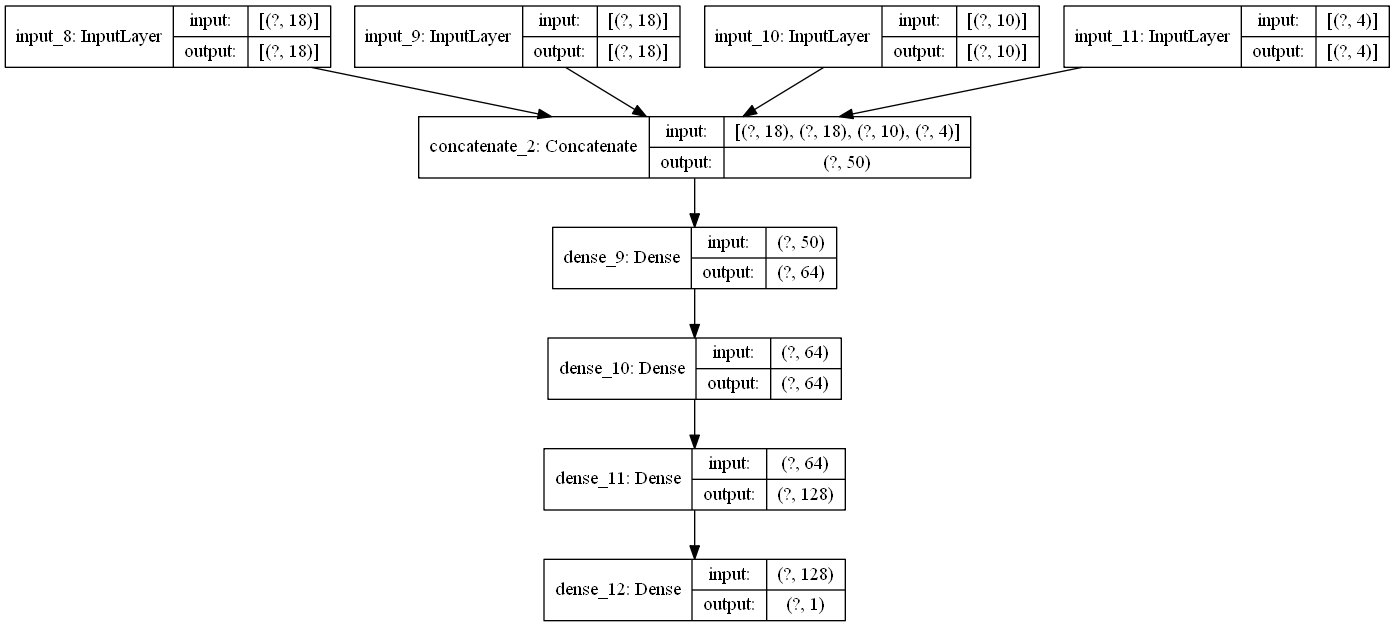 input_8: InputLayer
input: [(?, 18)]
output: [(?, 18)]
input_9: InputLayer
input: [(?, 18)]
output: [(?, 18)]
input_10: InputLayer
input: [(?, 10)]
output: [(?, 10)]
input_11: InputLayer
input: [(?, 4)]
output: [(?, 4)]
concatenate_2: Concatenate
input: [(?, 18), (?, 18), (?, 10), (?, 4)]
output: (?, 50)
dense_9: Dense
input: (?, 50)
output: (?, 64)
dense_10: Dense
input: (?, 64)
output: (?, 64)
dense_11: Dense
input: (?, 64)
output: (?, 128)
dense_12: Dense
input: (?, 128)
output: (?, 1)